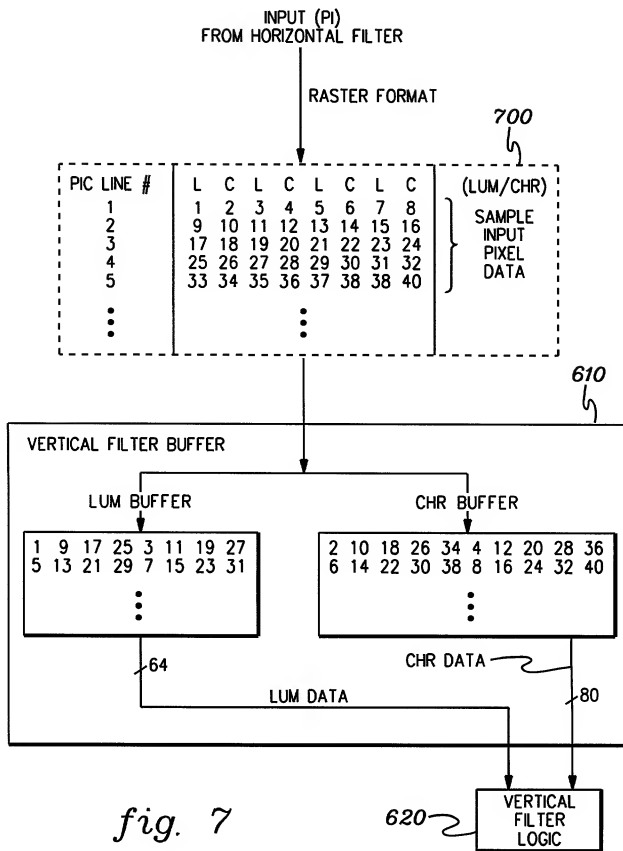 INPUT (PI)
FROM HORIZONTAL FILTER
RASTER FORMAT
700
PIC LINE # L C L C L C L C (LUM/CHR)
1 1 2 3 4 5 6 7 8
2 9 10 11 12 13 14 15 16
3 17 18 19 20 21 22 23 24
4 25 26 27 28 29 30 31 32
5 33 34 35 36 37 38 38 40
SAMPLE
INPUT
PIXEL
DATA
610
VERTICAL FILTER BUFFER
LUM BUFFER
1 9 17 25 3 11 19 27
5 13 21 29 7 15 23 31
CHR BUFFER
2 10 18 26 34 4 12 20 28 36
6 14 22 30 38 8 16 24 32 40
64
LUM DATA
CHR DATA
80
VERTICAL
FILTER
LOGIC
620
fig. 7